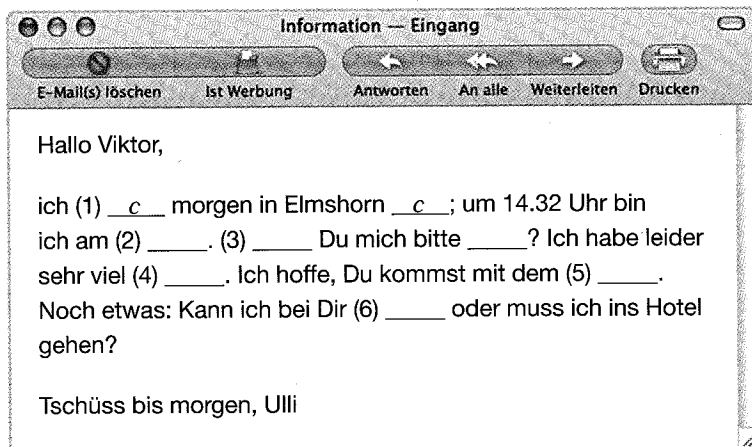 Information — Eingang
E-Mail(s) löschen Ist Werbung Antworten An alle Weiterleiten Drucken
Hallo Viktor,
ich (1) __c__ morgen in Elmshorn __c__; um 14.32 Uhr bin
ich am (2) _____. (3) _____ Du mich bitte _____? Ich habe leider
sehr viel (4) _____. Ich hoffe, Du kommst mit dem (5) _____.
Noch etwas: Kann ich bei Dir (6) _____ oder muss ich ins Hotel
gehen?
Tschüss bis morgen, Ulli